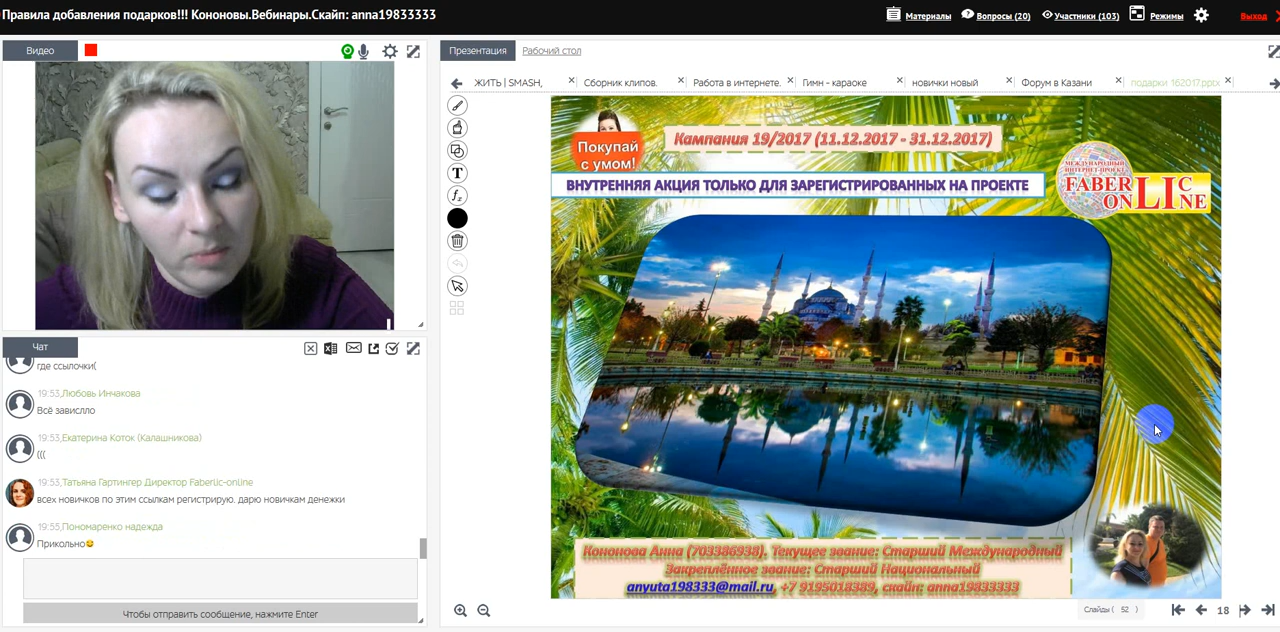 Правила добавления подарков!!! Кононовы.Вебинары.Скайп: anna19833333
Материалы
Вопросы (20)
Участники (103)
Режимы
Выход
Видео
Презентация
Рабочий стол
ЖИТЬ | SMASH,
Сборник клипов.
Работа в интернете.
Гимн - караоке
новички новый
Форум в Казани
подарки 162017.pptx
Покупай
с умом!
Кампания 19/2017 (11.12.2017 - 31.12.2017)
ВНУТРЕННЯЯ АКЦИЯ ТОЛЬКО ДЛЯ ЗАРЕГИСТРИРОВАННЫХ НА ПРОЕКТЕ
МЕЖДУНАРОДНЫЙ
ИНТЕРНЕТ-ПРОЕКТ
FABERLIC
ONLINE
Чат
где ссылочки(
19:53,Любовь Инчакова
Всё зависло
19:53,Екатерина Коток (Калашникова)
(((
19:53,Татьяна Гартингер Директор Faberlic-online
всех новичков по этим ссылкам регистрирую. дарю новичкам денежки
19:55,Пономаренко надежда
Прикольно😄
Чтобы отправить сообщение, нажмите Enter
Кононова Анна (703386938). Текущее звание: Старший Международный
Закреплённое звание: Старший Национальный
anyuta198333@mail.ru, +7 9195018389, скайп: anna19833333
Слайды ( 52 )
18